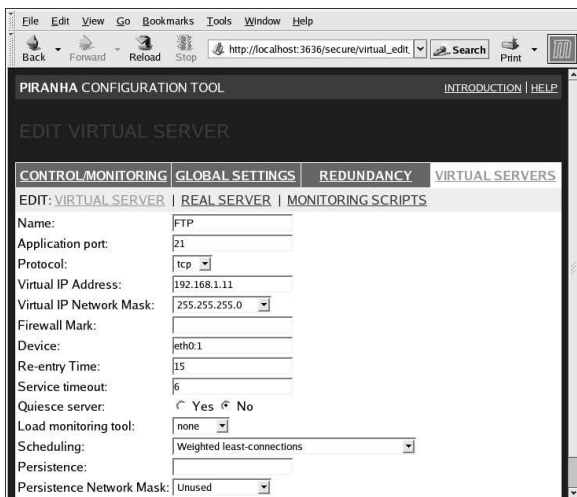 File Edit View Go Bookmarks Tools Window Help
Back Forward Reload Stop http://localhost:3636/secure/virtual_edit_ Search Print
PIRANHA CONFIGURATION TOOL INTRODUCTION | HELP
EDIT VIRTUAL SERVER
CONTROL/MONITORING GLOBAL SETTINGS REDUNDANCY VIRTUAL SERVERS
EDIT: VIRTUAL SERVER | REAL SERVER | MONITORING SCRIPTS
Name: FTP
Application port: 21
Protocol: tcp
Virtual IP Address: 192.168.1.11
Virtual IP Network Mask: 255.255.255.0
Firewall Mark:
Device: eth0:1
Re-entry Time: 15
Service timeout: 6
Quiesce server: Yes No
Load monitoring tool: none
Scheduling: Weighted least-connections
Persistence:
Persistence Network Mask: Unused